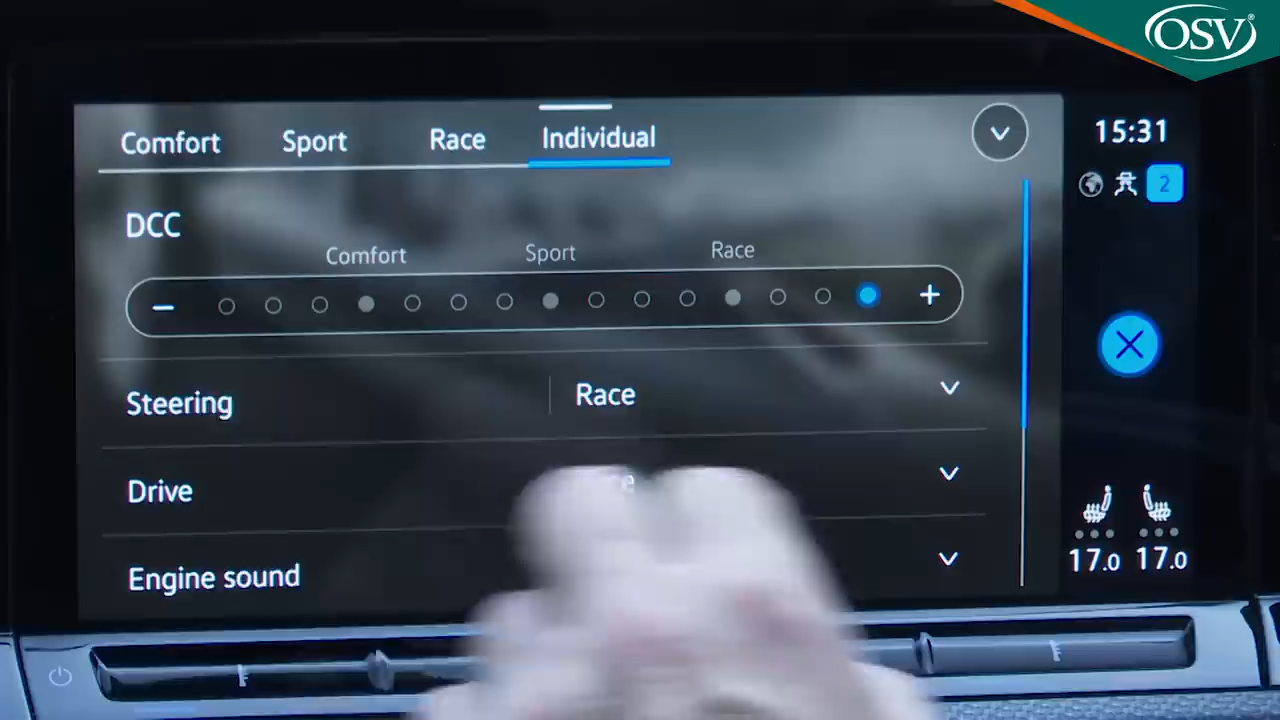 OSV®
Comfort
Sport
Race
Individual
15:31
2
DCC
Comfort
Sport
Race
Steering
Race
Drive
Engine sound
17.0
17.0